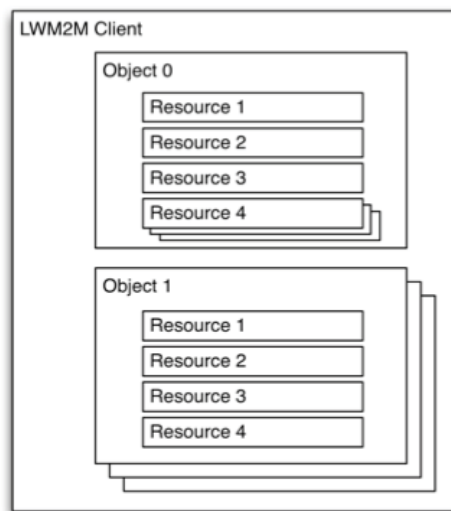 LWM2M Client
Object 0
Resource 1
Resource 2
Resource 3
Resource 4
Object 1
Resource 1
Resource 2
Resource 3
Resource 4